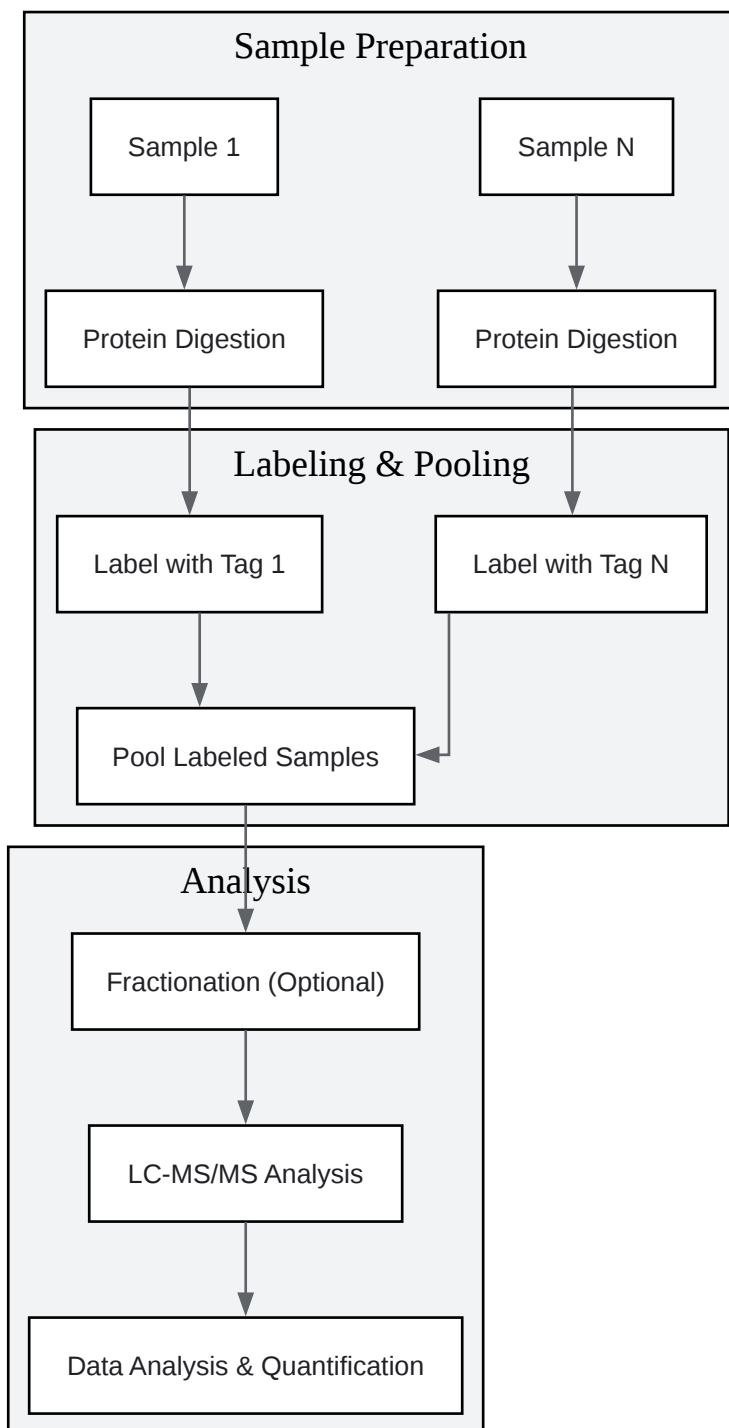 Sample Preparation
Sample 1
Sample N
Protein Digestion
Protein Digestion
Labeling & Pooling
Label with Tag 1
Label with Tag N
Pool Labeled Samples
Analysis
Fractionation (Optional)
LC-MS/MS Analysis
Data Analysis & Quantification